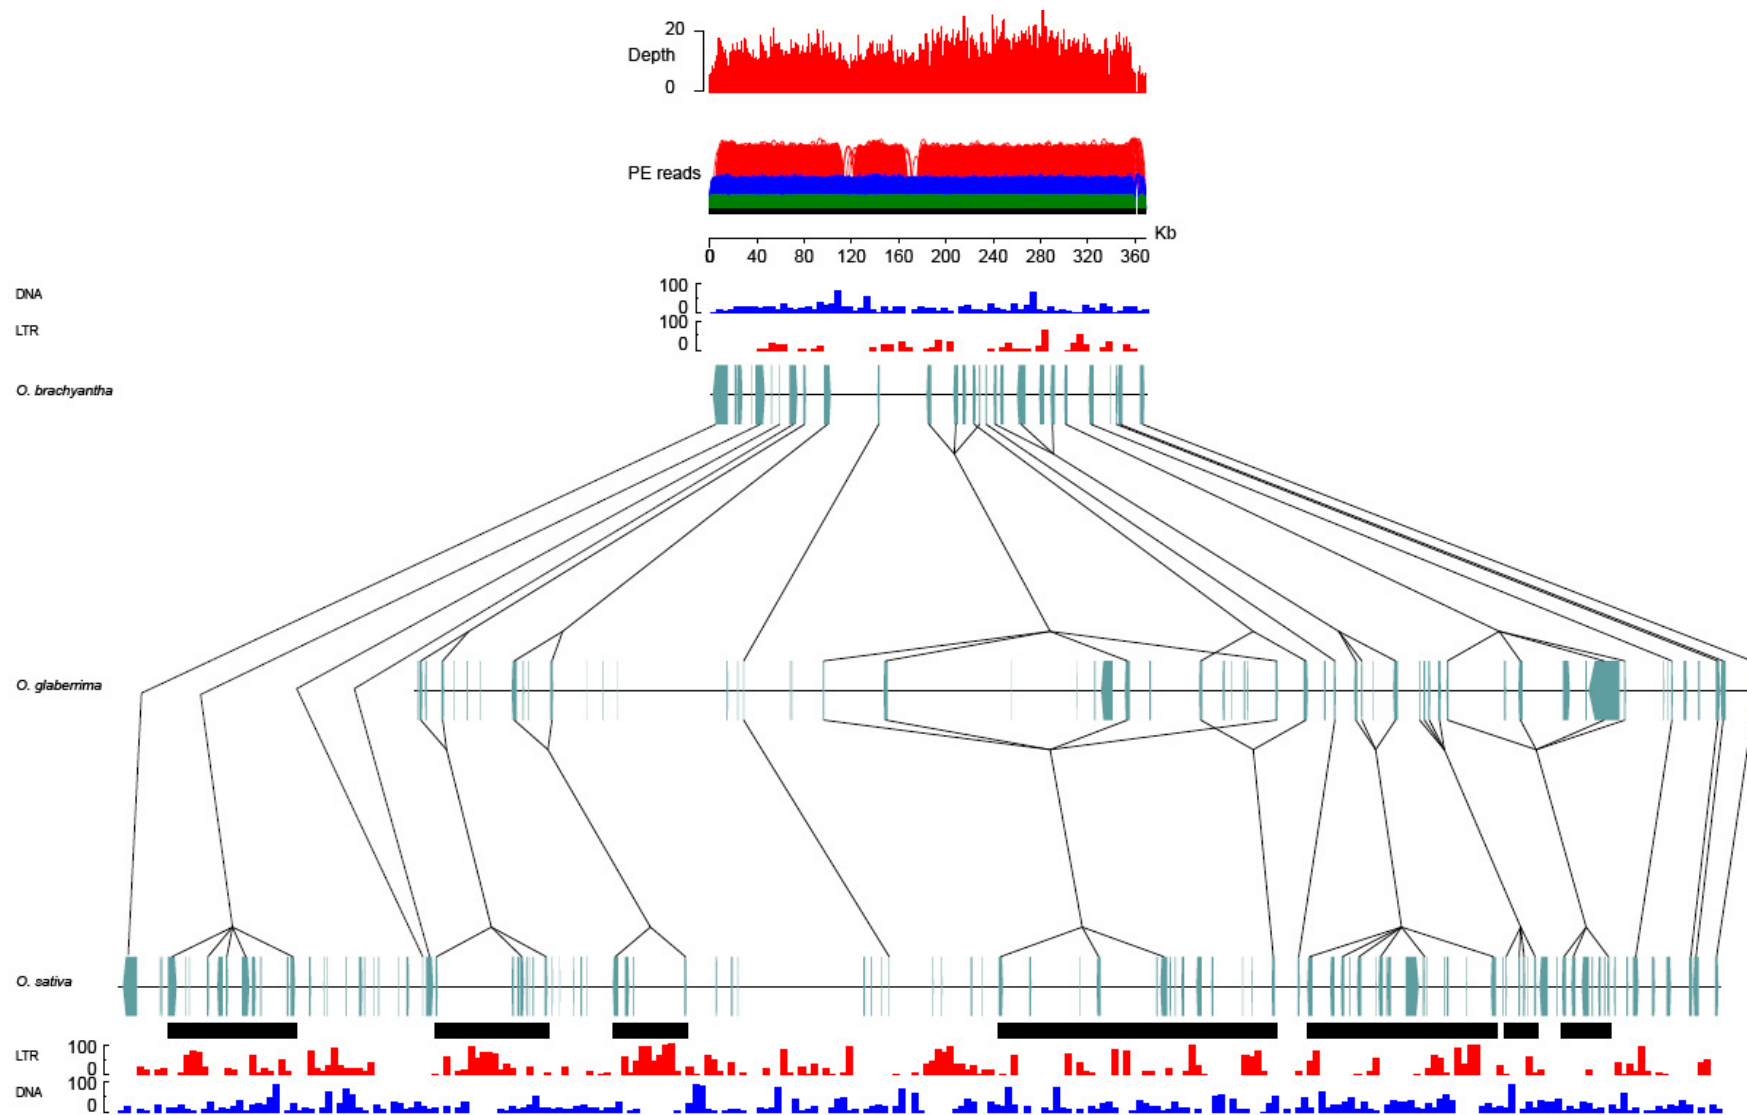 20
Depth
0
PE reads
Kb
0 40 80 120 160 200 240 280 320 360
DNA
100
0
LTR
100
0
O. brachyantha
O. glaberrima
O. sativa
LTR
100
0
DNA
100
0